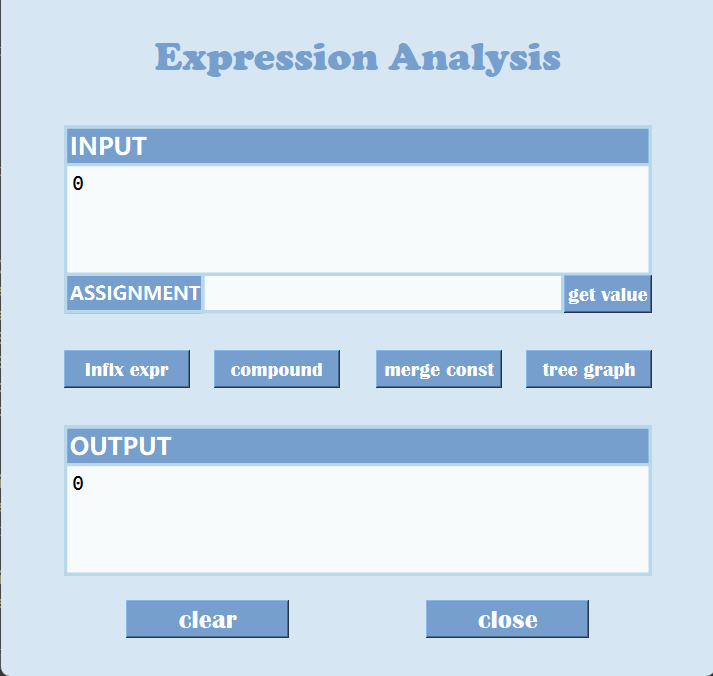 Expression Analysis
INPUT
0
ASSIGNMENT get value
Infix expr compound merge const tree graph
OUTPUT
0
clear close